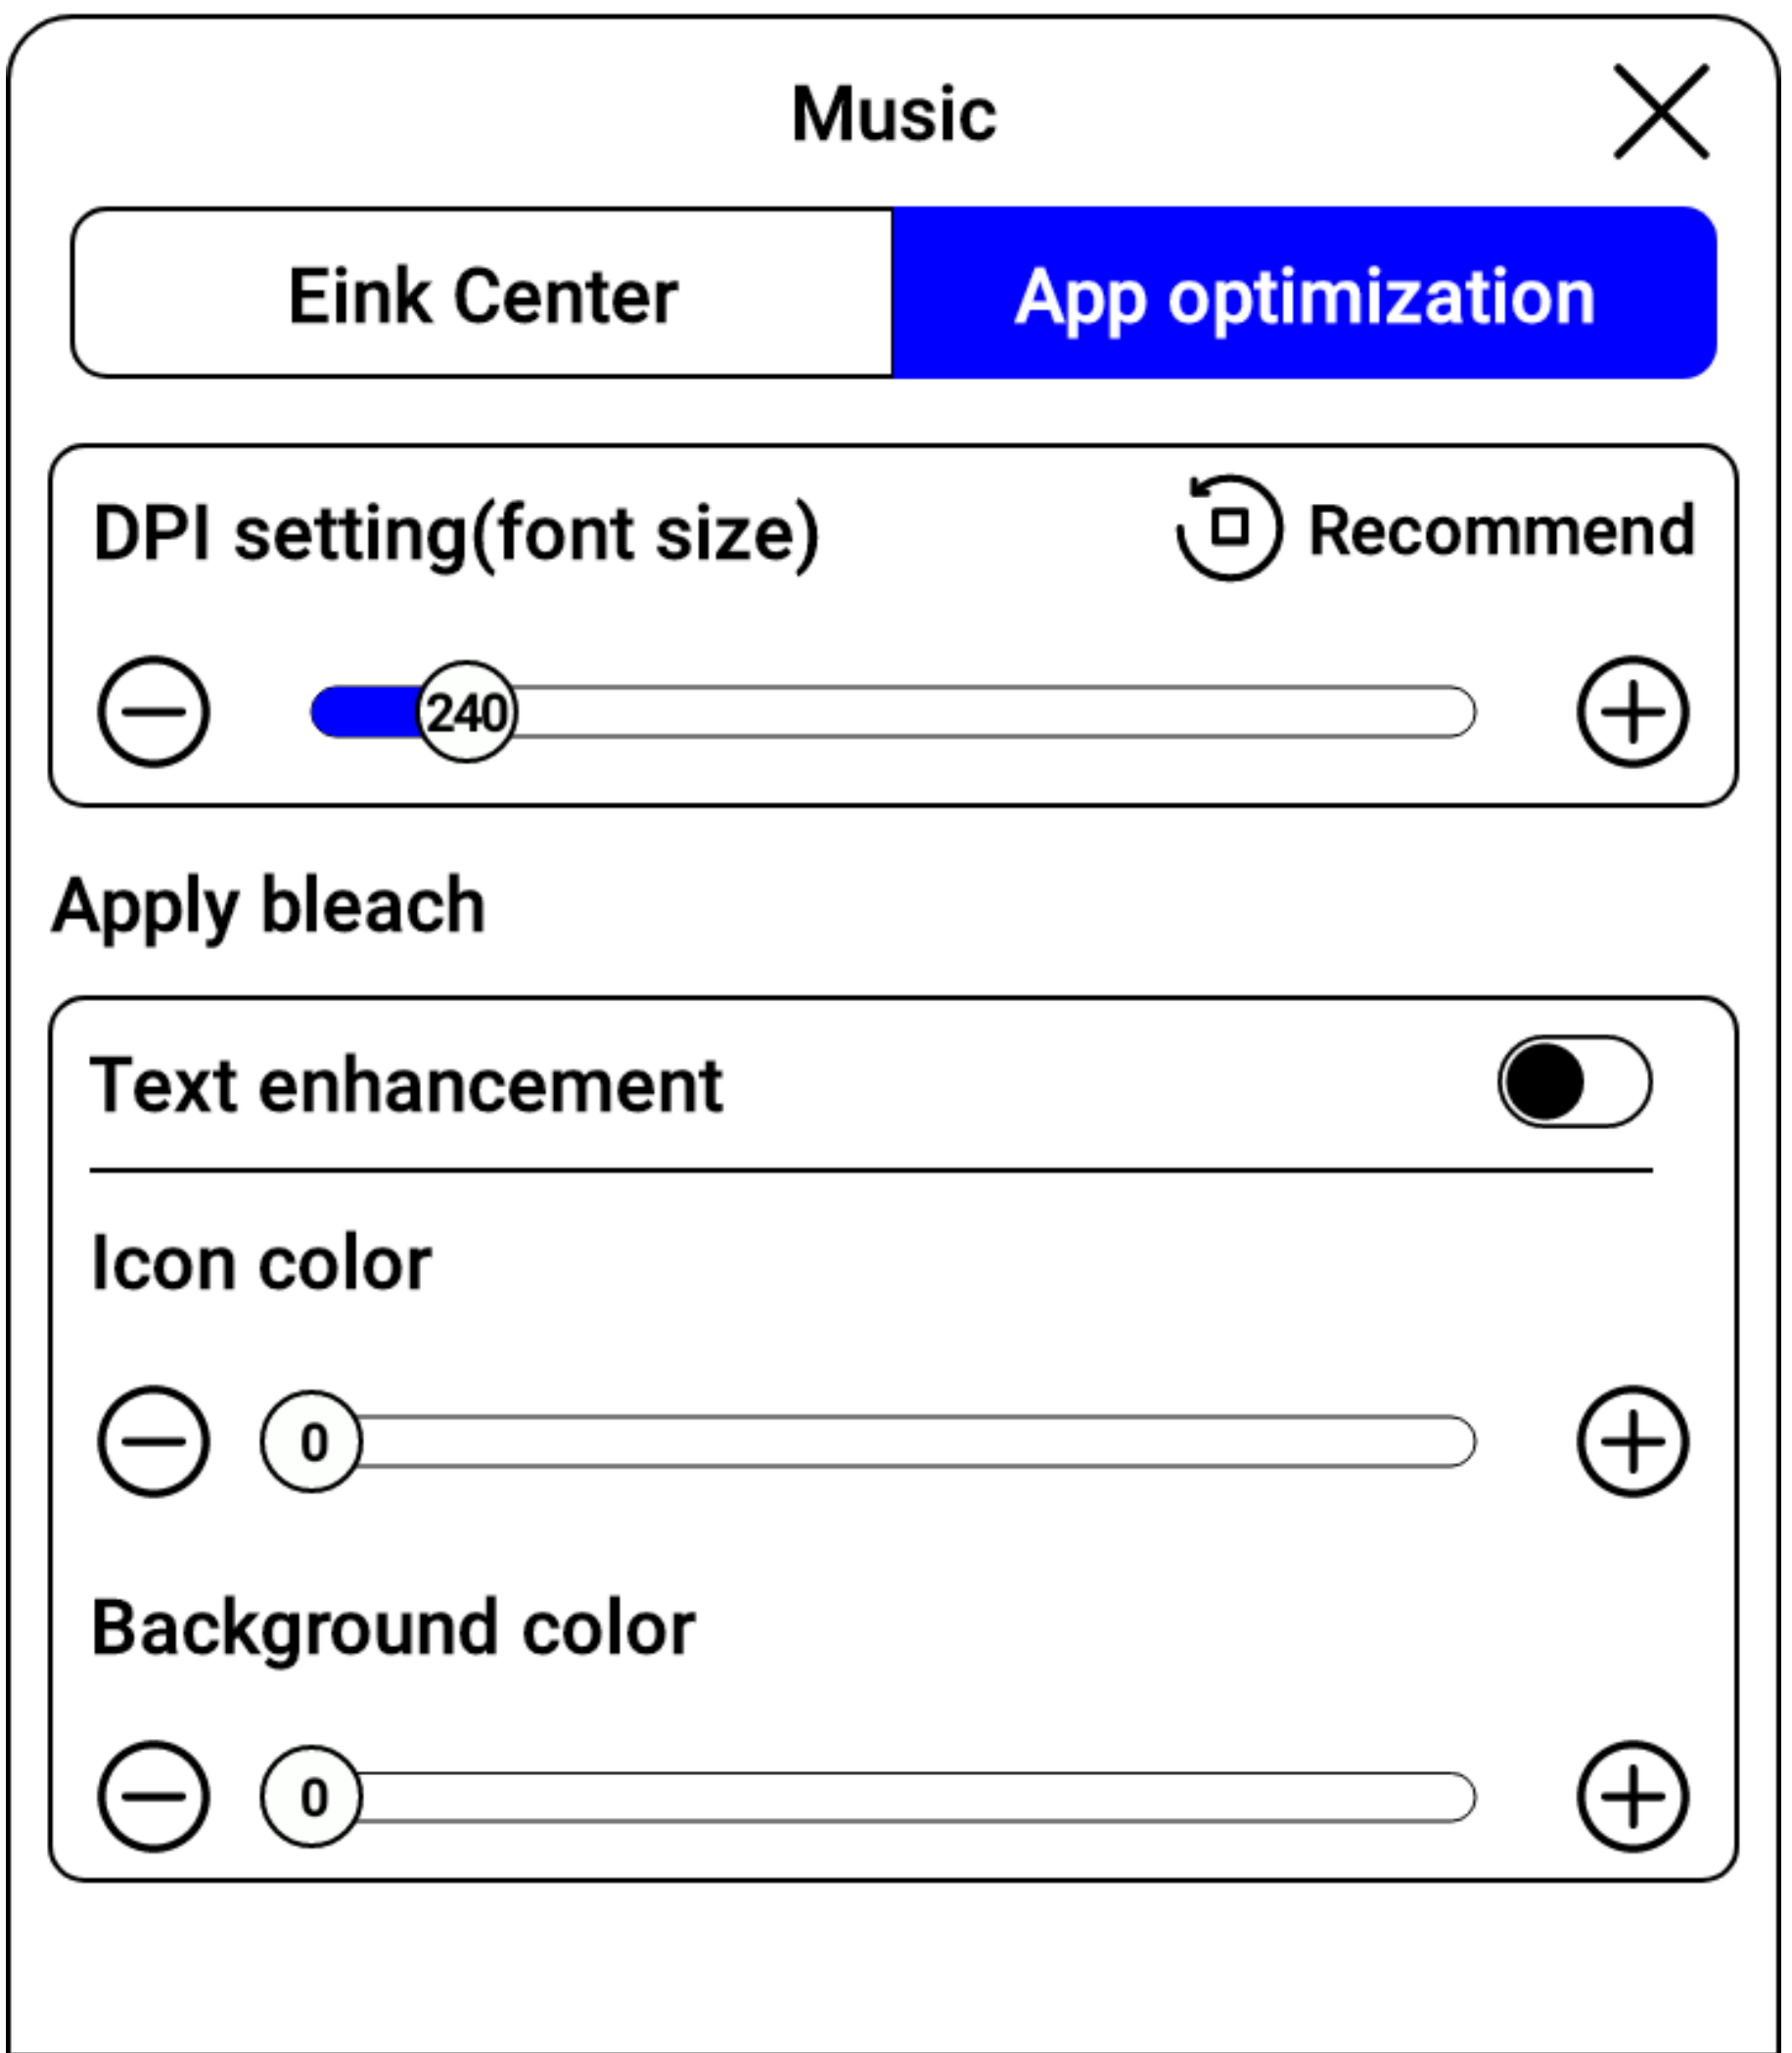 Music
Eink Center
App optimization
DPI setting(font size)
Recommend
240
Apply bleach
Text enhancement
Icon color
0
Background color
0